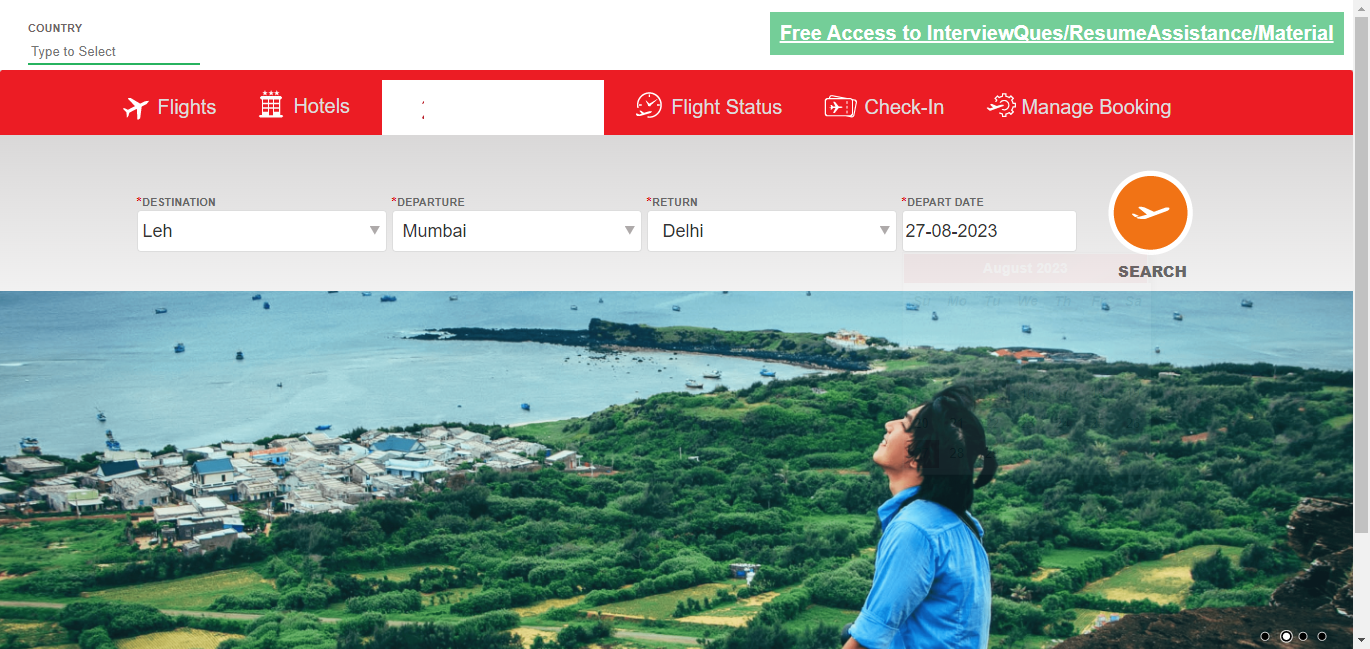 COUNTRY
Type to Select
Free Access to InterviewQues/ResumeAssistance/Material
Flights
Hotels
Flight Status
Check-In
Manage Booking
*DESTINATION
*DEPARTURE
*RETURN
*DEPART DATE
Leh
Mumbai
Delhi
27-08-2023
SEARCH
August 2023
Su Mo Tu We Th Fr Sa
28